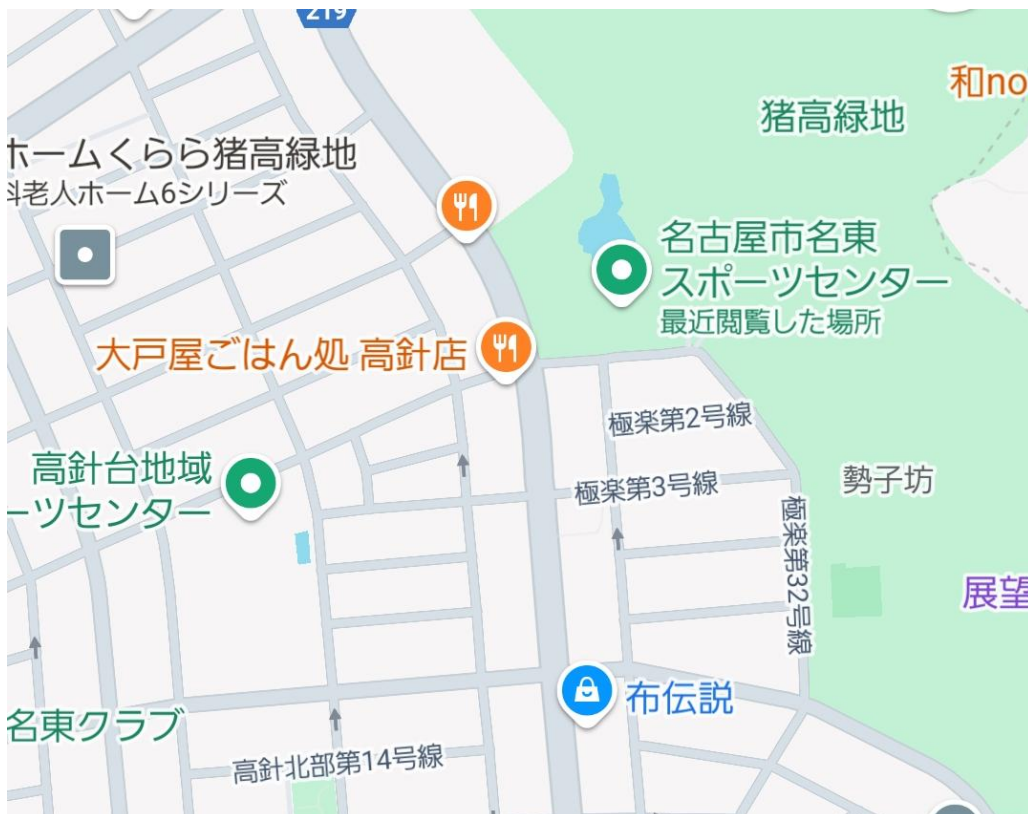 219
和no
猪高緑地
ホームくらら猪高緑地
料老人ホーム6シリーズ
名古屋市名東
スポーツセンター
最近閲覧した場所
大戸屋ごはん処 高針店
極楽第2号線
高針台地域
ーツセンター
極楽第3号線
勢子坊
極楽第32号線
展望
布伝説
名東クラブ
高針北部第14号線